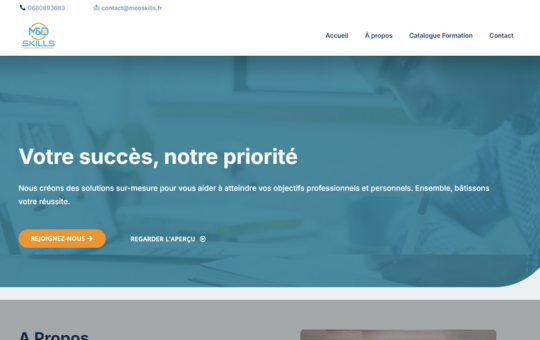 0680893683 contact@meoskills.fr
M&O
SKILLS
Accueil À propos Catalogue Formation Contact
Votre succès, notre priorité
Nous créons des solutions sur-mesure pour vous aider à atteindre vos objectifs professionnels et personnels. Ensemble, bâtissons
votre réussite.
REJOIGNEZ-NOUS → REGARDER L'APERÇU
A Propos